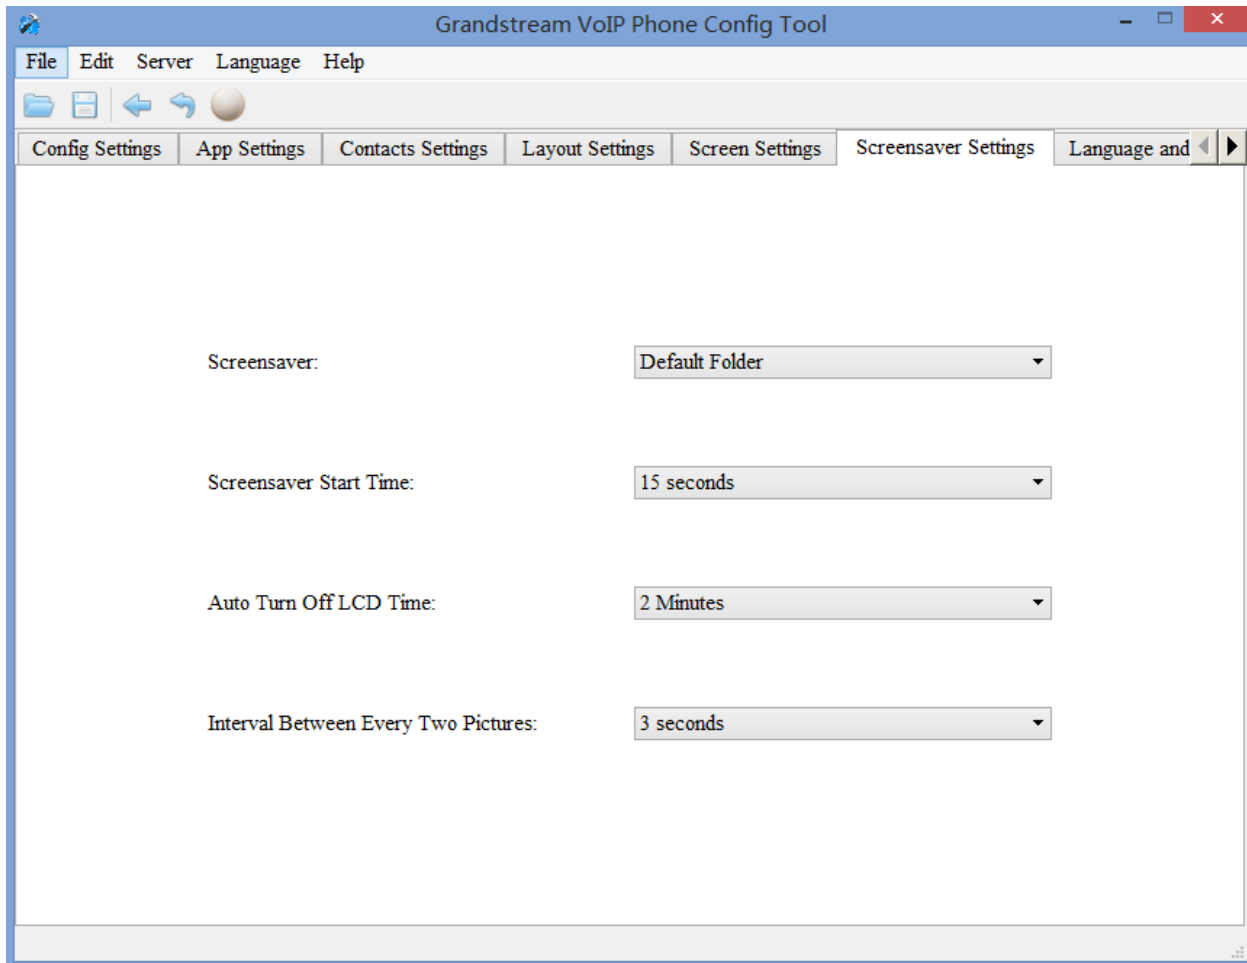 Grandstream VoIP Phone Config Tool
File Edit Server Language Help
Config Settings App Settings Contacts Settings Layout Settings Screen Settings Screensaver Settings Language and
Screensaver: Default Folder
Screensaver Start Time: 15 seconds
Auto Turn Off LCD Time: 2 Minutes
Interval Between Every Two Pictures: 3 seconds